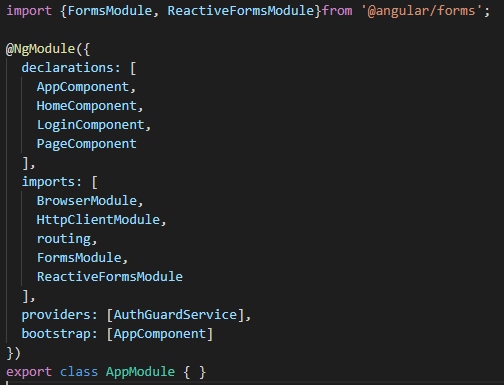 import {FormsModule, ReactiveFormsModule}from '@angular/forms';
@NgModule({
declarations: [
AppComponent,
HomeComponent,
LoginComponent,
PageComponent
],
imports: [
BrowserModule,
HttpClientModule,
routing,
FormsModule,
ReactiveFormsModule
],
providers: [AuthGuardService],
bootstrap: [AppComponent]
})
export class AppModule { }